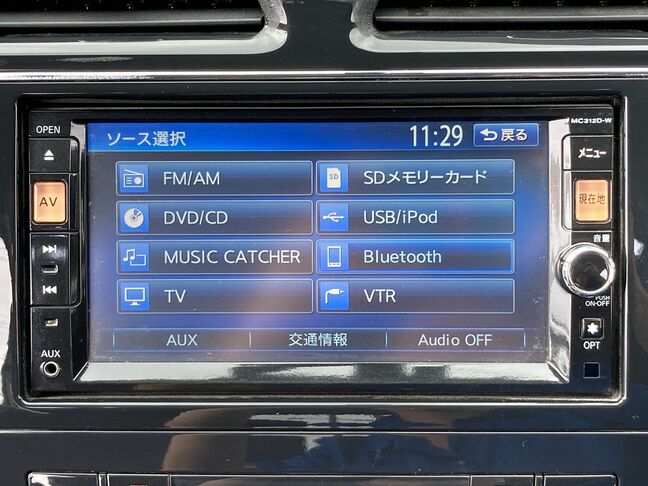 OPEN
MC312D-W
ソース選択
11:29
戻る
メニュー
AV
FM/AM
SD
SDメモリーカード
現在地
DVD/CD
USB/iPod
音量
MUSIC CATCHER
Bluetooth
TV
VTR
PUSH
ON-OFF
AUX
交通情報
Audio OFF
AUX
OPT